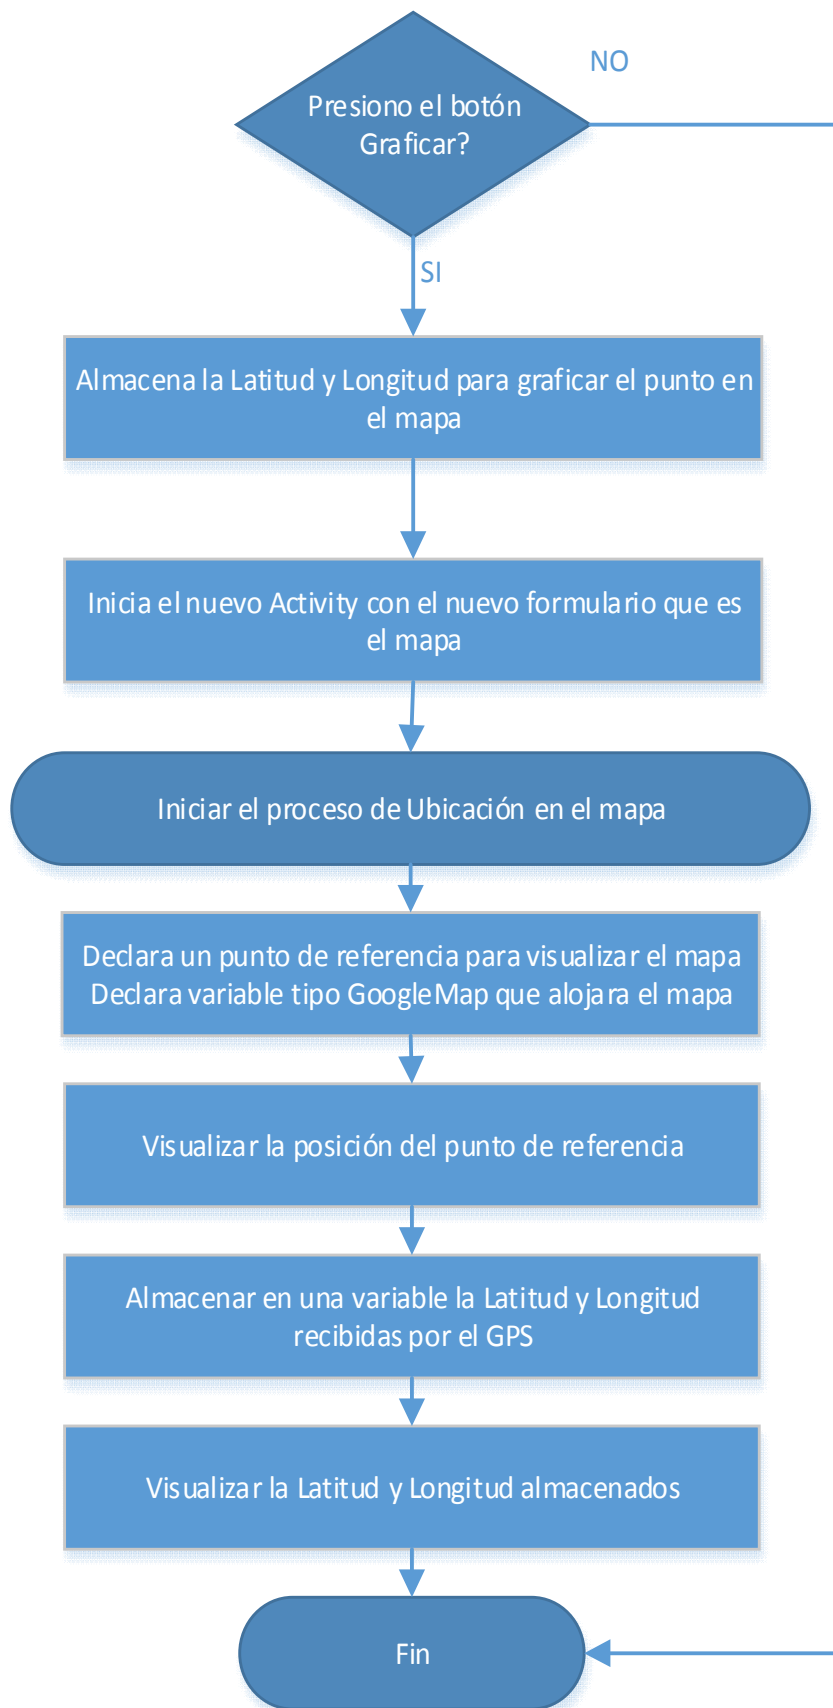 Presiono el botón
Graficar?
NO
SI
Almacena la Latitud y Longitud para graficar el punto en
el mapa
Inicia el nuevo Activity con el nuevo formulario que es
el mapa
Iniciar el proceso de Ubicación en el mapa
Declara un punto de referencia para visualizar el mapa
Declara variable tipo GoogleMap que alojara el mapa
Visualizar la posición del punto de referencia
Almacenar en una variable la Latitud y Longitud
recibidas por el GPS
Visualizar la Latitud y Longitud almacenados
Fin